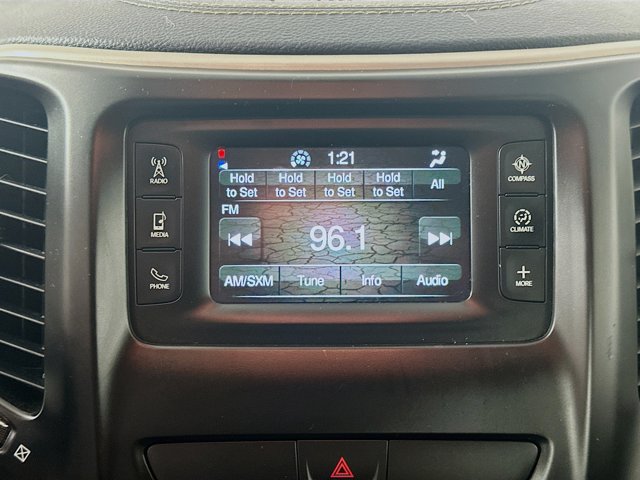 1:21
Hold to Set Hold to Set Hold to Set Hold to Set All
FM
96.1
AM/SXM Tune Info Audio
RADIO
MEDIA
PHONE
COMPASS
CLIMATE
MORE